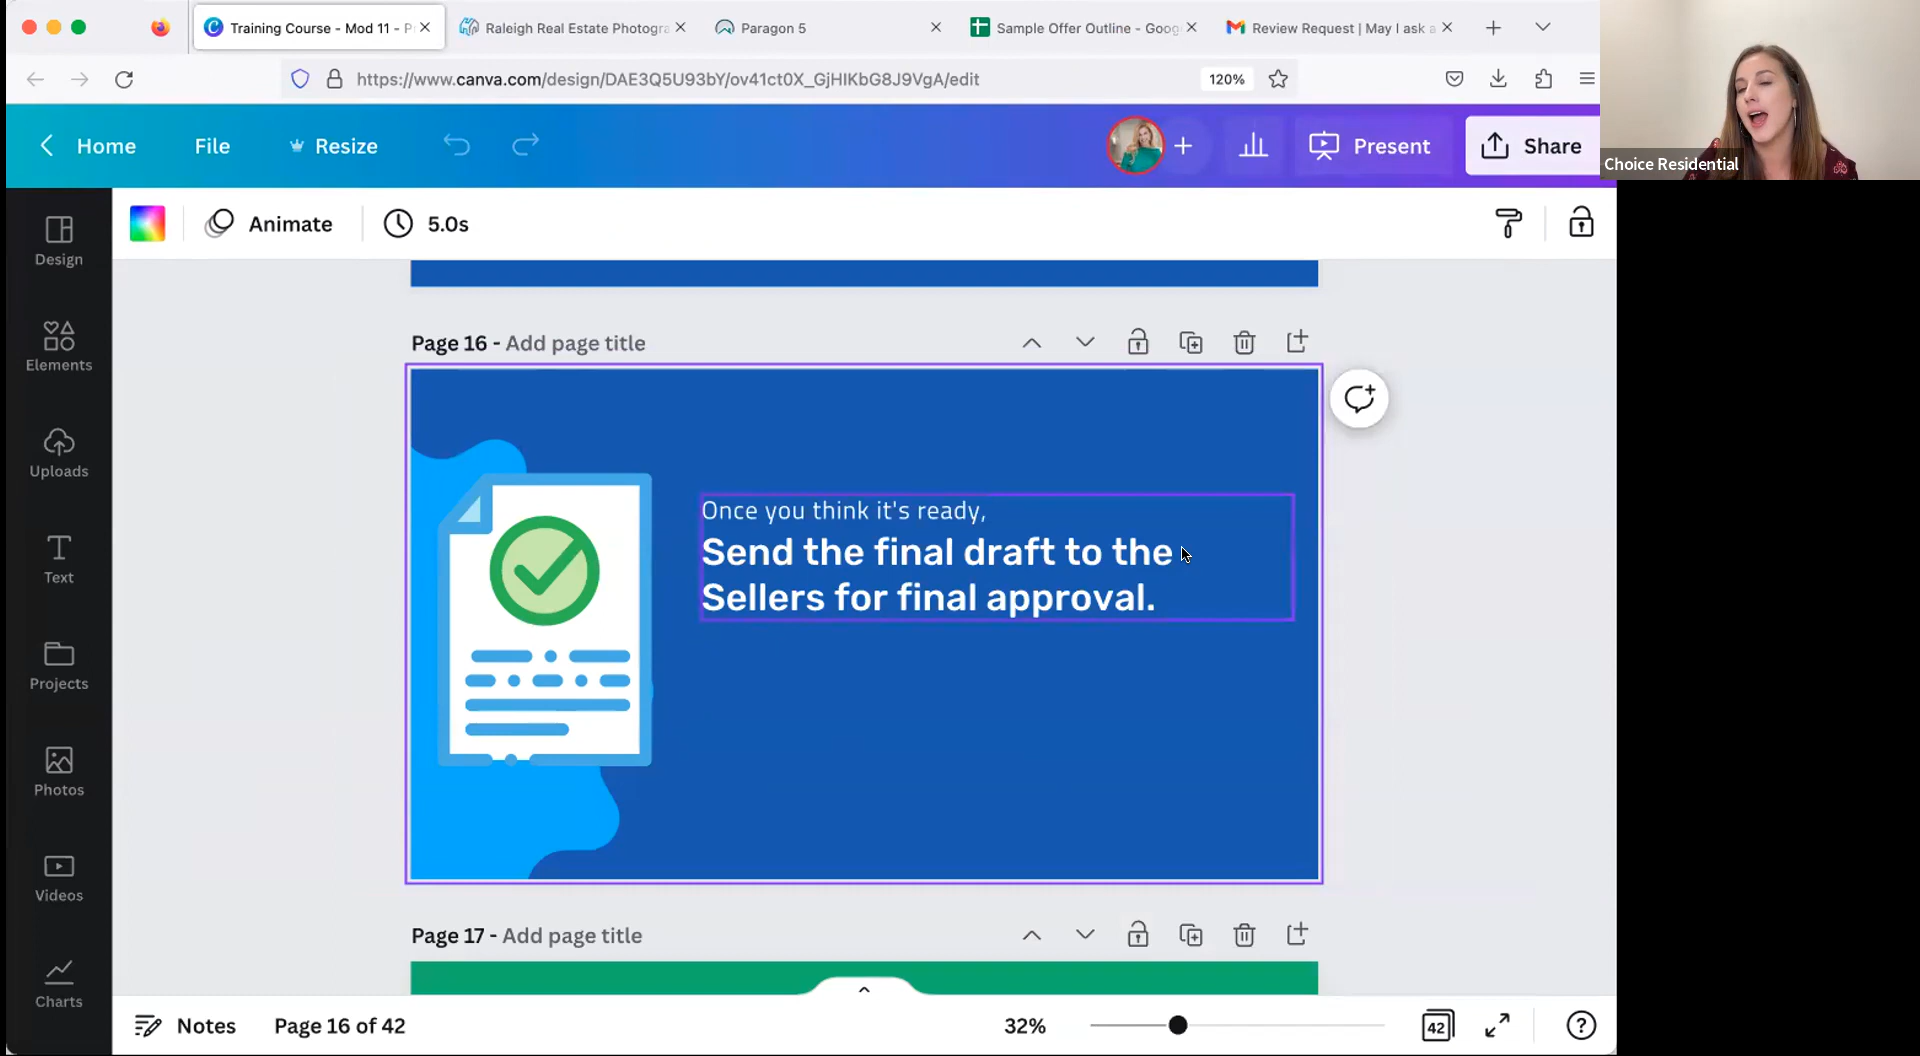 Training Course - Mod 11 - P
Raleigh Real Estate Photogra
Paragon 5
Sample Offer Outline - Goog
Review Request | May I ask a
https://www.canva.com/design/DAE3Q5U93bY/ov41ct0X_GjHIKbG8J9VgA/edit
120%
Choice Residential
Home
File
Resize
Present
Share
Animate
5.0s
Design
Elements
Uploads
Text
Projects
Photos
Videos
Charts
Page 16 - Add page title
Once you think it's ready,
Send the final draft to the
Sellers for final approval.
Page 17 - Add page title
Notes
Page 16 of 42
32%
42